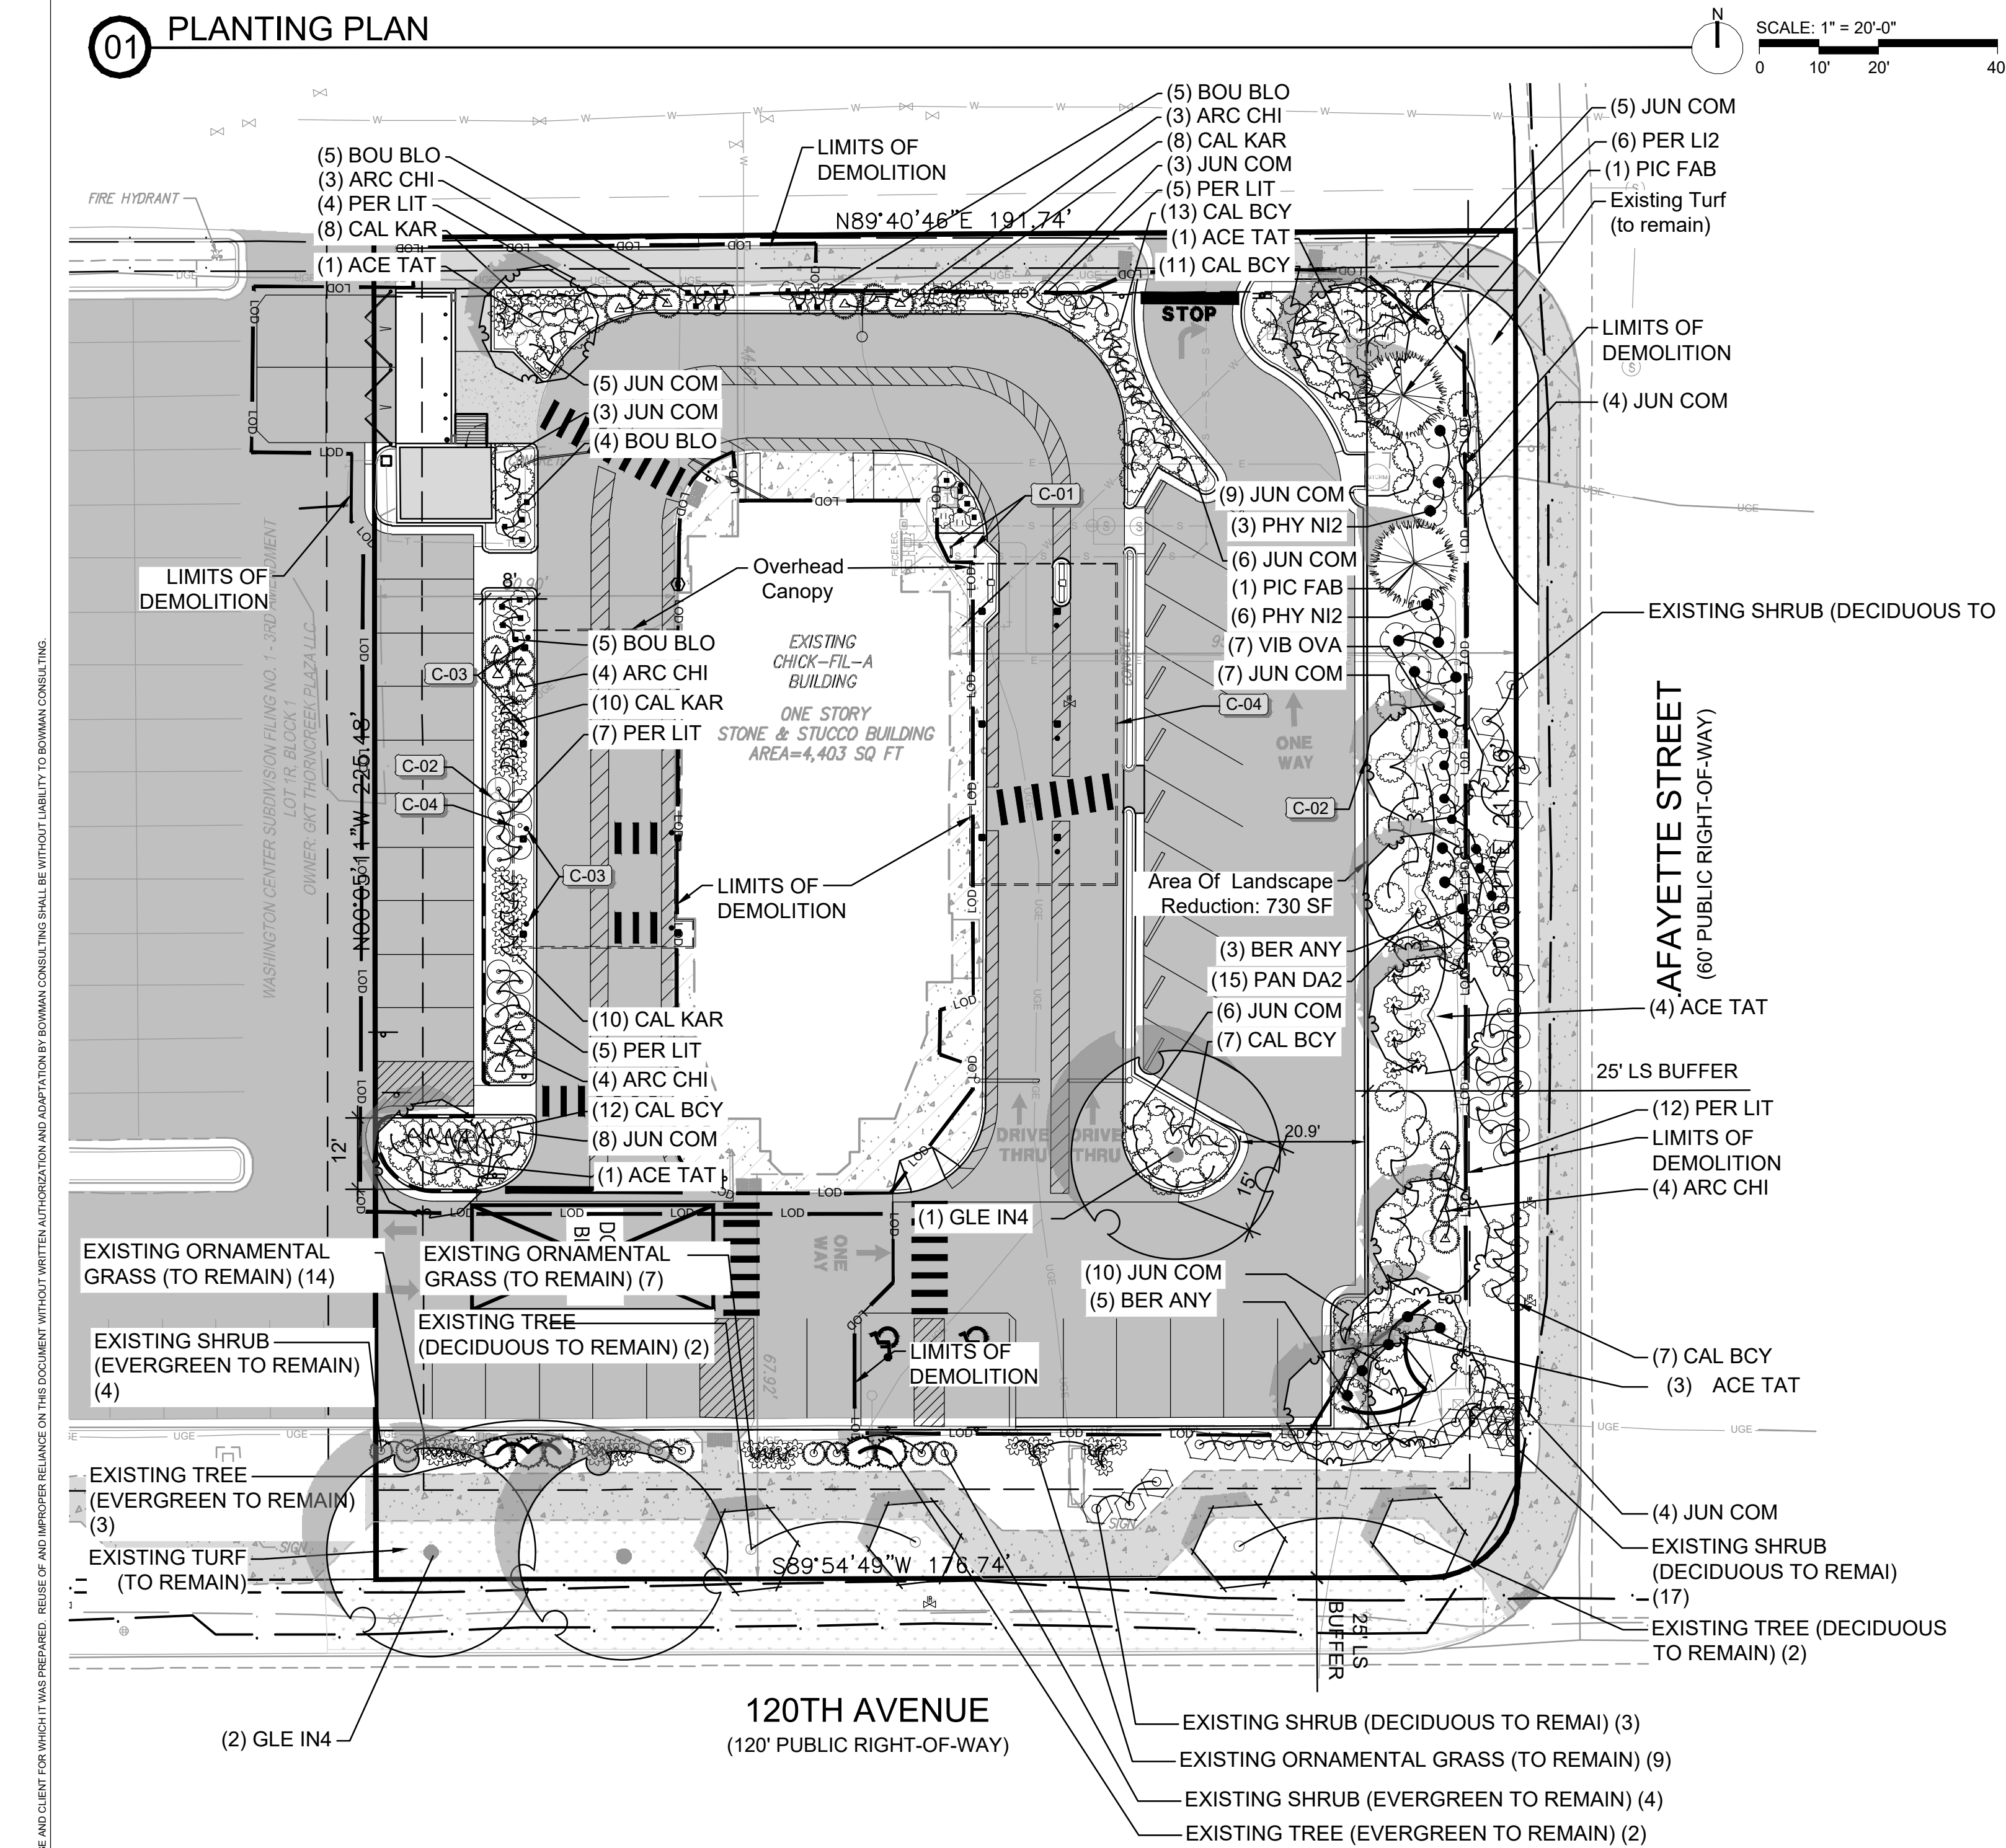 01
PLANTING PLAN
N
SCALE: 1" = 20'-0"
0 10' 20' 40
(5) BOU BLO
(3) ARC CHI
(4) PER LIT
(8) CAL KAR
(1) ACE TAT
FIRE HYDRANT
LIMITS OF
DEMOLITION
N89°40'46"E 191.74'
(5) BOU BLO
(3) ARC CHI
(8) CAL KAR
(3) JUN COM
(5) PER LIT
(13) CAL BCY
(1) ACE TAT
(11) CAL BCY
STOP
(5) JUN COM
(6) PER LI2
(1) PIC FAB
Existing Turf
(to remain)
LIMITS OF
DEMOLITION
(4) JUN COM
(5) JUN COM
(3) JUN COM
(4) BOU BLO
C-01
(9) JUN COM
(3) PHY NI2
(6) JUN COM
(1) PIC FAB
(6) PHY NI2
(7) VIB OVA
(7) JUN COM
LIMITS OF
DEMOLITION
8'
Overhead
Canopy
EXISTING
CHICK-FIL-A
BUILDING
ONE STORY
STONE & STUCCO BUILDING
AREA=4,403 SQ FT
(5) BOU BLO
(4) ARC CHI
(10) CAL KAR
(7) PER LIT
C-03
C-02
C-04
C-03
C-04
C-02
ONE
WAY
EXISTING SHRUB (DECIDUOUS TO
WASHINGTON CENTER SUBDIVISION FILING NO. 1 - 3RD AMENDMENT
LOT 1R, BLOCK 1
OWNER: GKT THORNCREEK PLAZA LLC
N00°05'11"W 225.48'
LIMITS OF
DEMOLITION
Area Of Landscape
Reduction: 730 SF
(3) BER ANY
(15) PAN DA2
(6) JUN COM
(7) CAL BCY
AFAYETTE STREET
(60' PUBLIC RIGHT-OF-WAY)
(4) ACE TAT
25' LS BUFFER
(12) PER LIT
LIMITS OF
DEMOLITION
(4) ARC CHI
(10) CAL KAR
(5) PER LIT
(4) ARC CHI
(12) CAL BCY
(8) JUN COM
(1) ACE TAT
12'
DRIVE
THRU
DRIVE
THRU
20.9'
15'
(1) GLE IN4
ONE
WAY
EXISTING ORNAMENTAL
GRASS (TO REMAIN) (14)
EXISTING ORNAMENTAL
GRASS (TO REMAIN) (7)
EXISTING TREE
(DECIDUOUS TO REMAIN) (2)
EXISTING SHRUB
(EVERGREEN TO REMAIN)
(4)
LIMITS OF
DEMOLITION
67.92'
(10) JUN COM
(5) BER ANY
(7) CAL BCY
(3) ACE TAT
EXISTING TREE
(EVERGREEN TO REMAIN)
(3)
EXISTING TURF
(TO REMAIN)
SIGN
SIGN
S89°54'49"W 176.74'
(4) JUN COM
EXISTING SHRUB
(DECIDUOUS TO REMAI)
(17)
EXISTING TREE (DECIDUOUS
TO REMAIN) (2)
25' LS
BUFFER
(2) GLE IN4
120TH AVENUE
(120' PUBLIC RIGHT-OF-WAY)
EXISTING SHRUB (DECIDUOUS TO REMAI) (3)
EXISTING ORNAMENTAL GRASS (TO REMAIN) (9)
EXISTING SHRUB (EVERGREEN TO REMAIN) (4)
EXISTING TREE (EVERGREEN TO REMAIN) (2)
AND CLIENT FOR WHICH IT WAS PREPARED. REUSE OF AND IMPROPER RELIANCE ON THIS DOCUMENT WITHOUT WRITTEN AUTHORIZATION AND ADAPTATION BY BOWMAN CONSULTING SHALL BE WITHOUT LIABILITY TO BOWMAN CONSULTING.